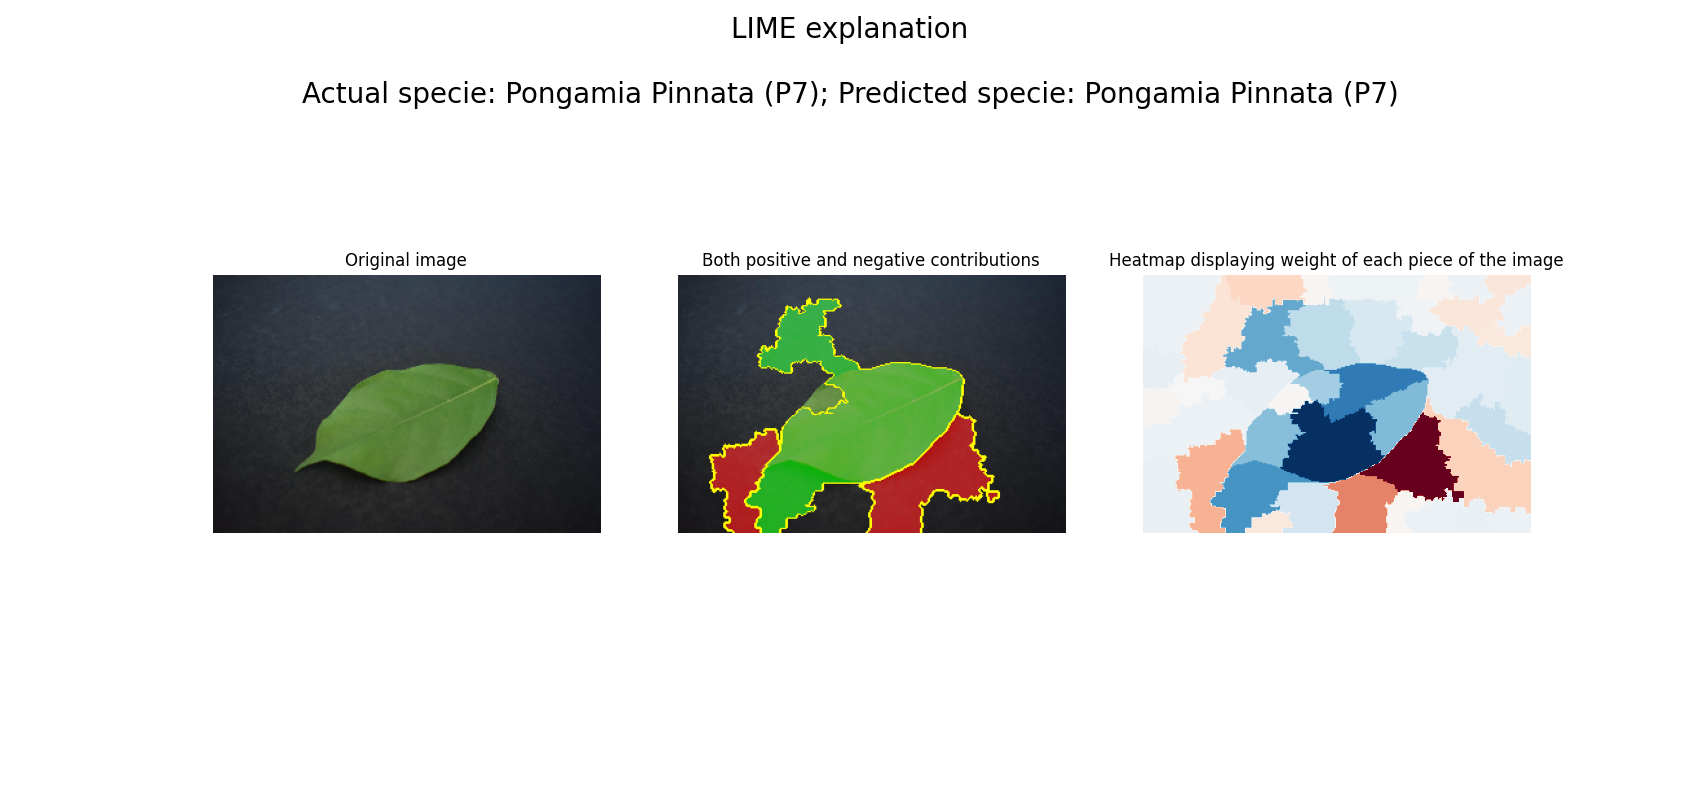 LIME explanation
Actual specie: Pongamia Pinnata (P7); Predicted specie: Pongamia Pinnata (P7)
Original image
Both positive and negative contributions
Heatmap displaying weight of each piece of the image